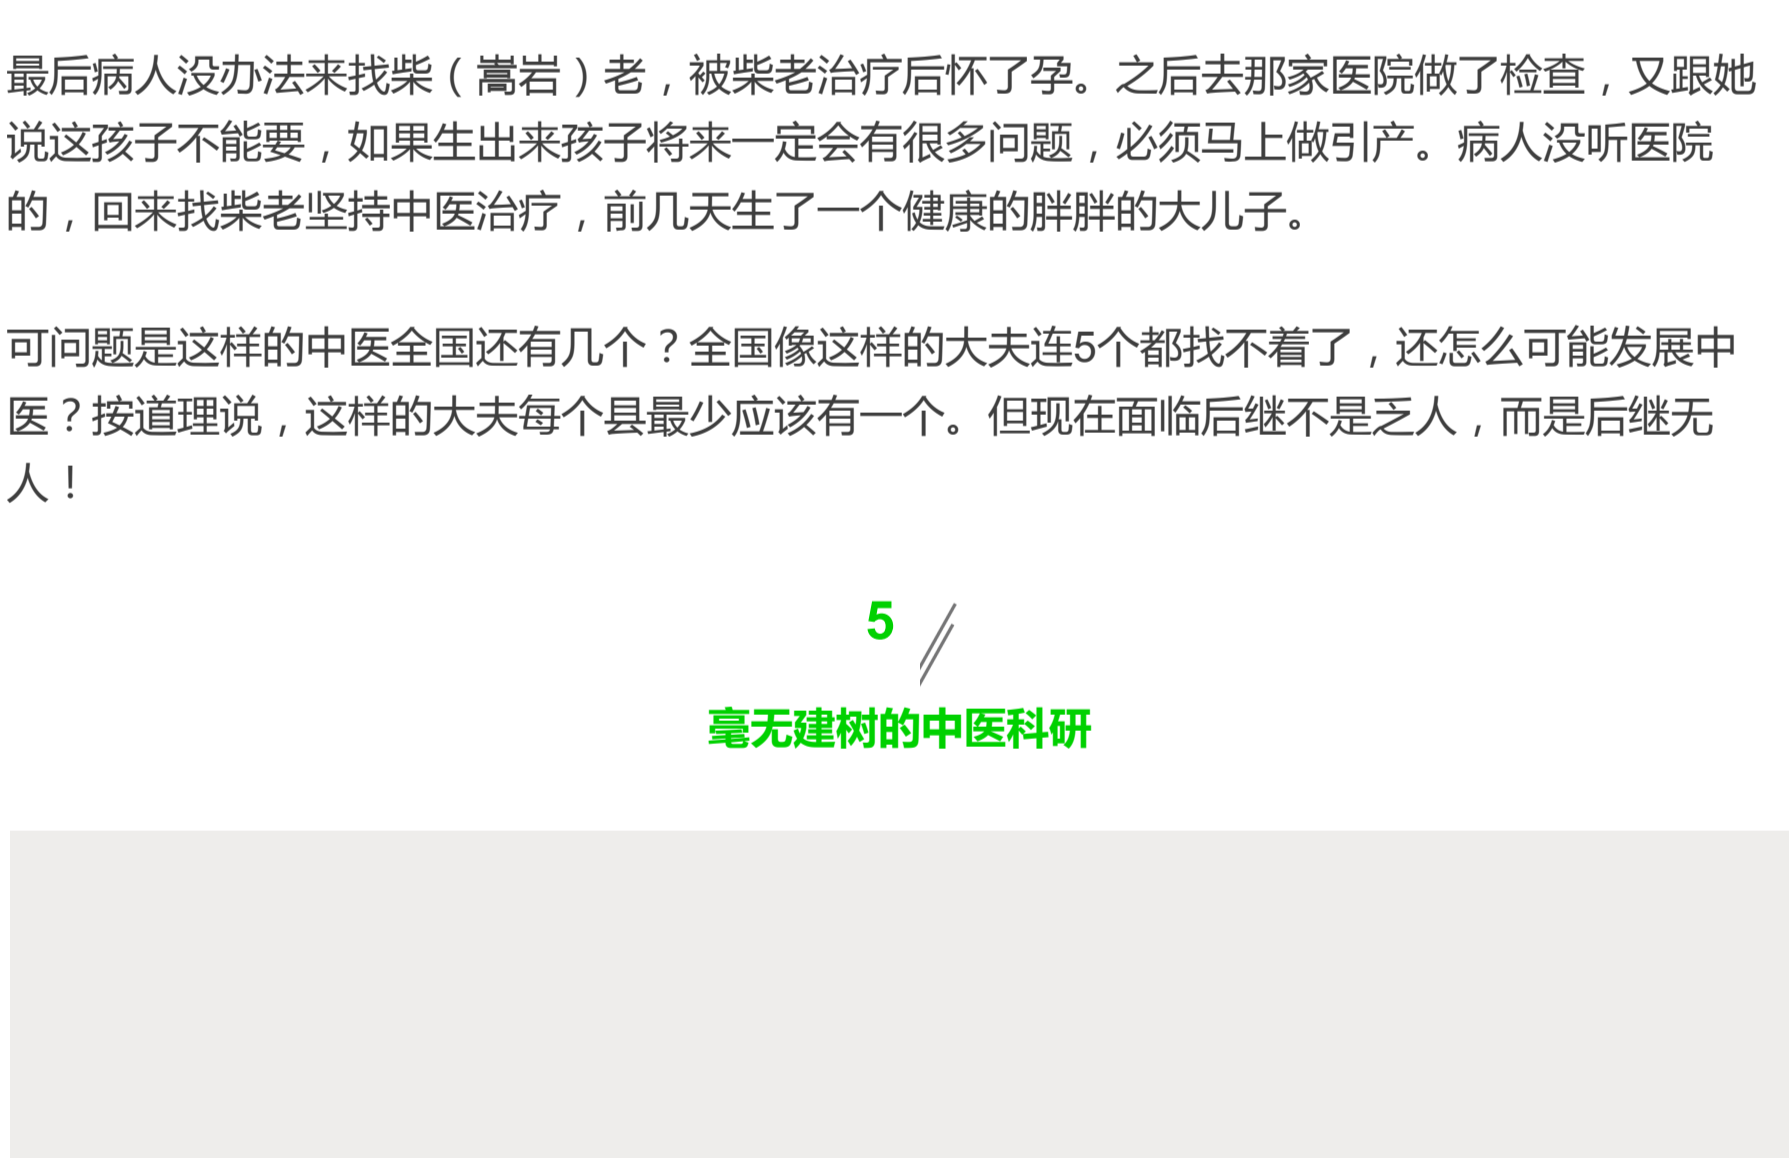 最后病人没办法来找柴（嵩岩）老，被柴老治疗后怀了孕。之后去那家医院做了检查，又跟她
说这孩子不能要，如果生出来孩子将来一定会有很多问题，必须马上做引产。病人没听医院
的，回来找柴老坚持中医治疗，前几天生了一个健康的胖胖的大儿子。
可问题是这样的中医全国还有几个？全国像这样的大夫连5个都找不着了，还怎么可能发展中
医？按道理说，这样的大夫每个县最少应该有一个。但现在面临后继不是乏人，而是后继无
人！
5
毫无建树的中医科研